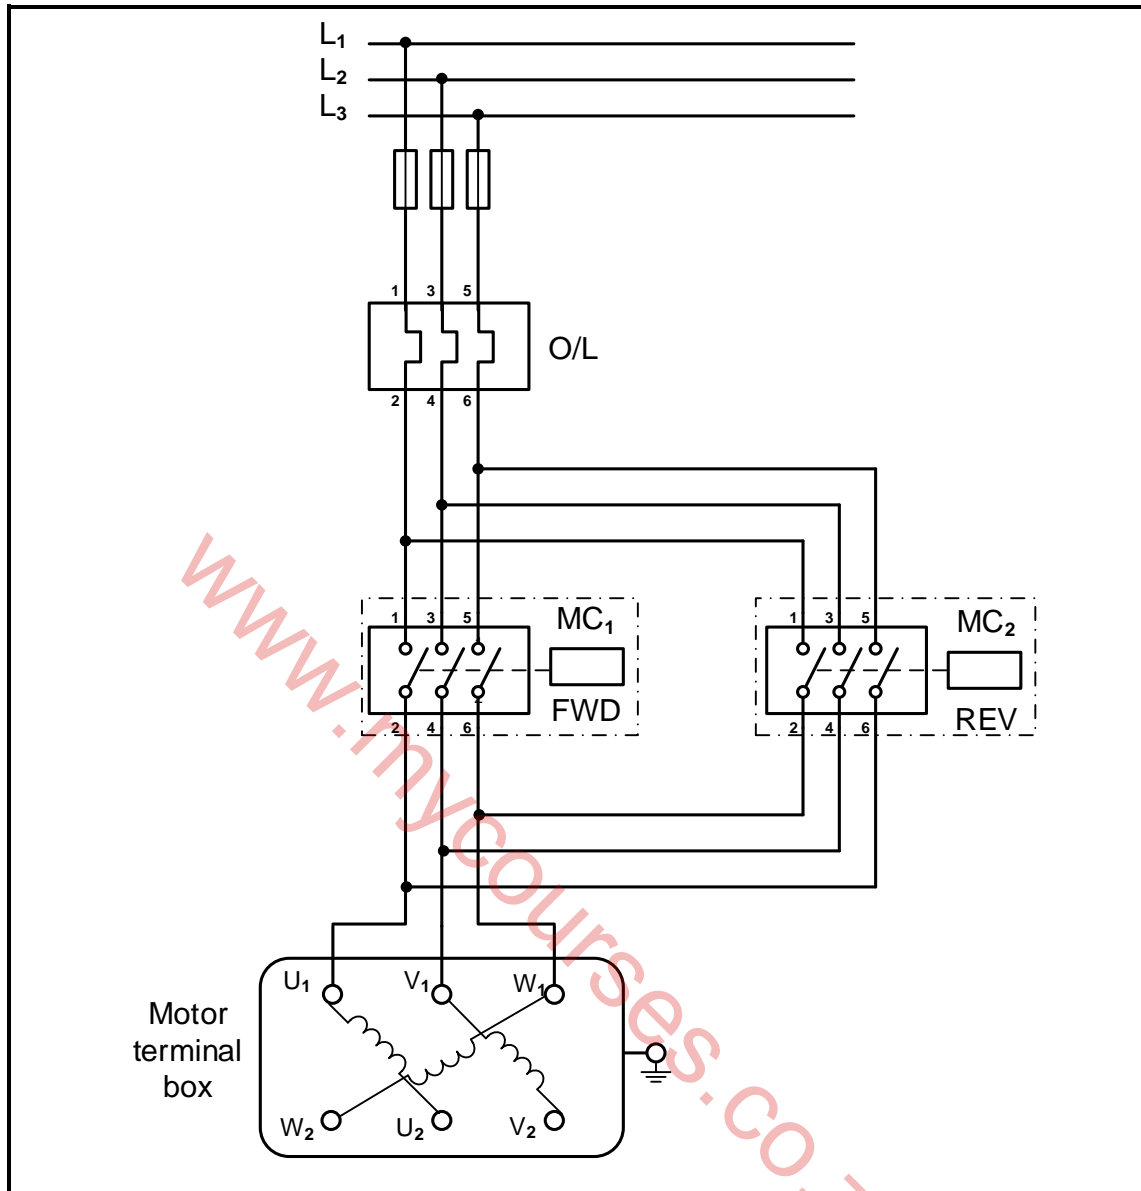 L₁
L₂
L₃
1 3 5
O/L
2 4 6
1 3 5
MC₁
FWD
2 4 6
1 3 5
MC₂
REV
2 4 6
Motor
terminal
box
U₁ V₁ W₁
W₂ U₂ V₂
www.mycourses.co.